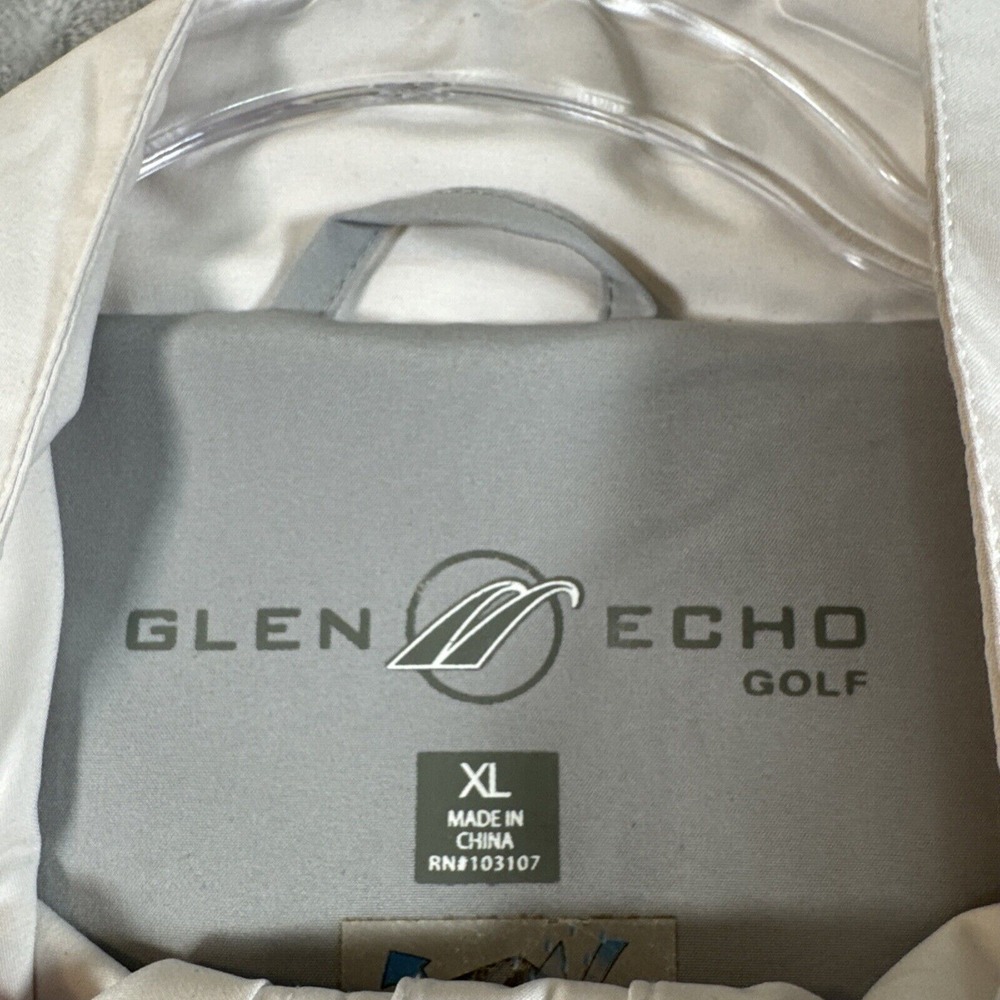 GLEN ECHO
GOLF
XL
MADE IN
CHINA
RN#103107